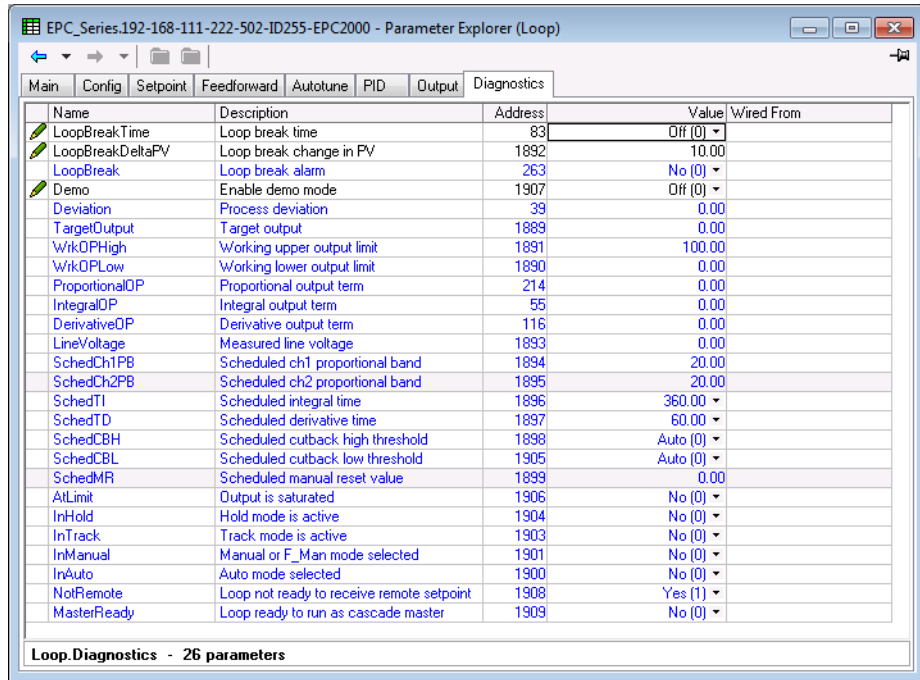 EPC_Series.192-168-111-222-502-ID255-EPC2000 - Parameter Explorer (Loop)
Main Config Setpoint Feedforward Autotune PID Output Diagnostics
Name Description Address Value Wired From
LoopBreakTime Loop break time 83 Off (0)
LoopBreakDeltaPV Loop break change in PV 1892 10.00
LoopBreak Loop break alarm 263 No (0)
Demo Enable demo mode 1907 Off (0)
Deviation Process deviation 39 0.00
TargetOutput Target output 1889 0.00
WrkOPHigh Working upper output limit 1891 100.00
WrkOPLow Working lower output limit 1890 0.00
ProportionalOP Proportional output term 214 0.00
IntegralOP Integral output term 55 0.00
DerivativeOP Derivative output term 116 0.00
LineVoltage Measured line voltage 1893 0.00
SchedCh1PB Scheduled ch1 proportional band 1894 20.00
SchedCh2PB Scheduled ch2 proportional band 1895 20.00
SchedTI Scheduled integral time 1896 360.00
SchedTD Scheduled derivative time 1897 60.00
SchedCBH Scheduled cutback high threshold 1898 Auto (0)
SchedCBL Scheduled cutback low threshold 1905 Auto (0)
SchedMR Scheduled manual reset value 1899 0.00
AtLimit Output is saturated 1906 No (0)
InHold Hold mode is active 1904 No (0)
InTrack Track mode is active 1903 No (0)
InManual Manual or F_Man mode selected 1901 No (0)
InAuto Auto mode selected 1900 No (0)
NotRemote Loop not ready to receive remote setpoint 1908 Yes (1)
MasterReady Loop ready to run as cascade master 1909 No (0)
Loop.Diagnostics - 26 parameters